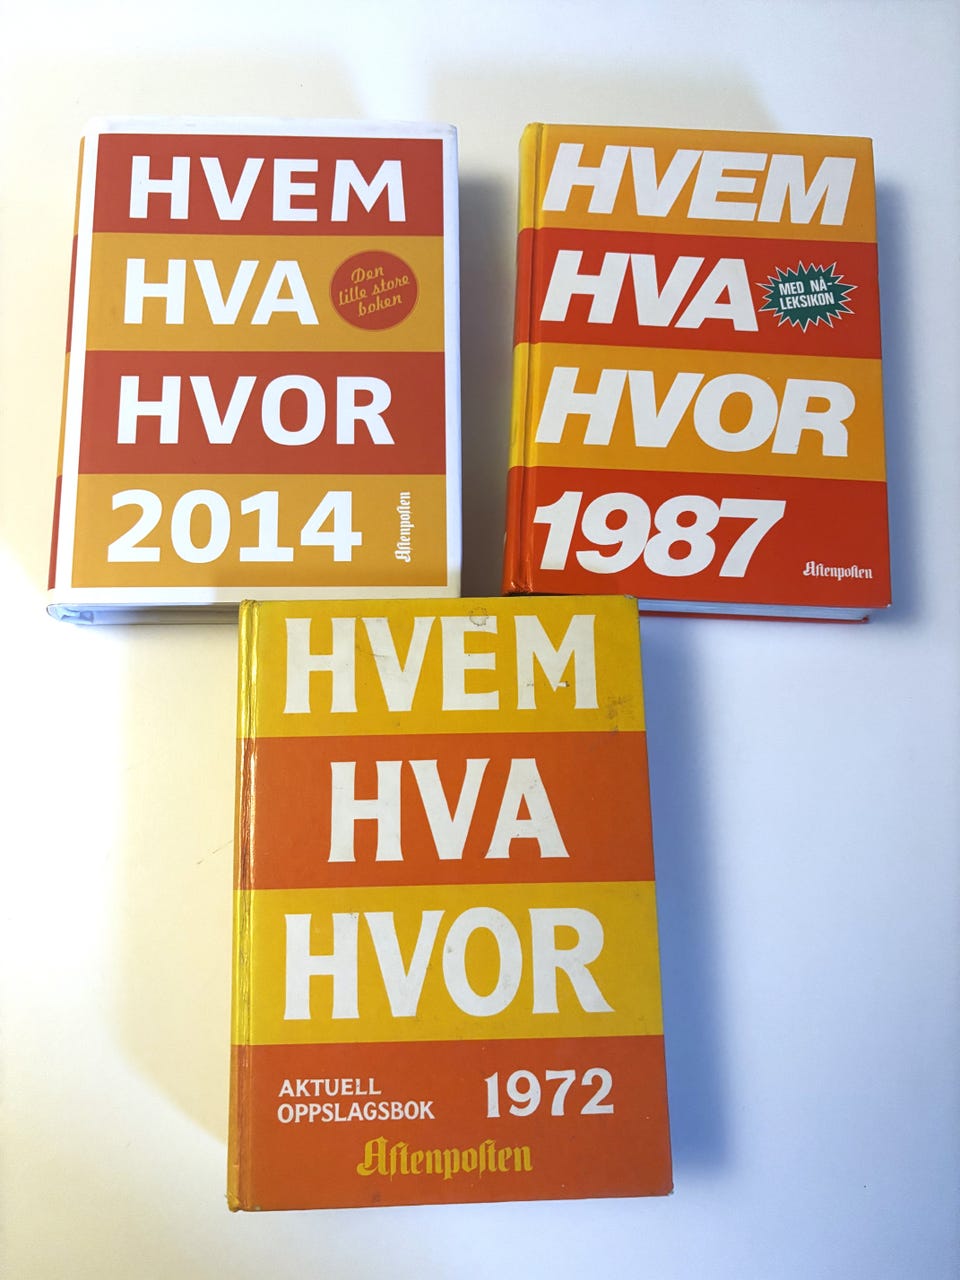 HVEM
HVA
Den
lille store
boken
HVOR
2014
Aftenposten
HVEM
HVA
MED NÅ-
LEKSIKON
HVOR
1987
Aftenposten
HVEM
HVA
HVOR
AKTUELL
OPPSLAGSBOK
1972
Aftenposten